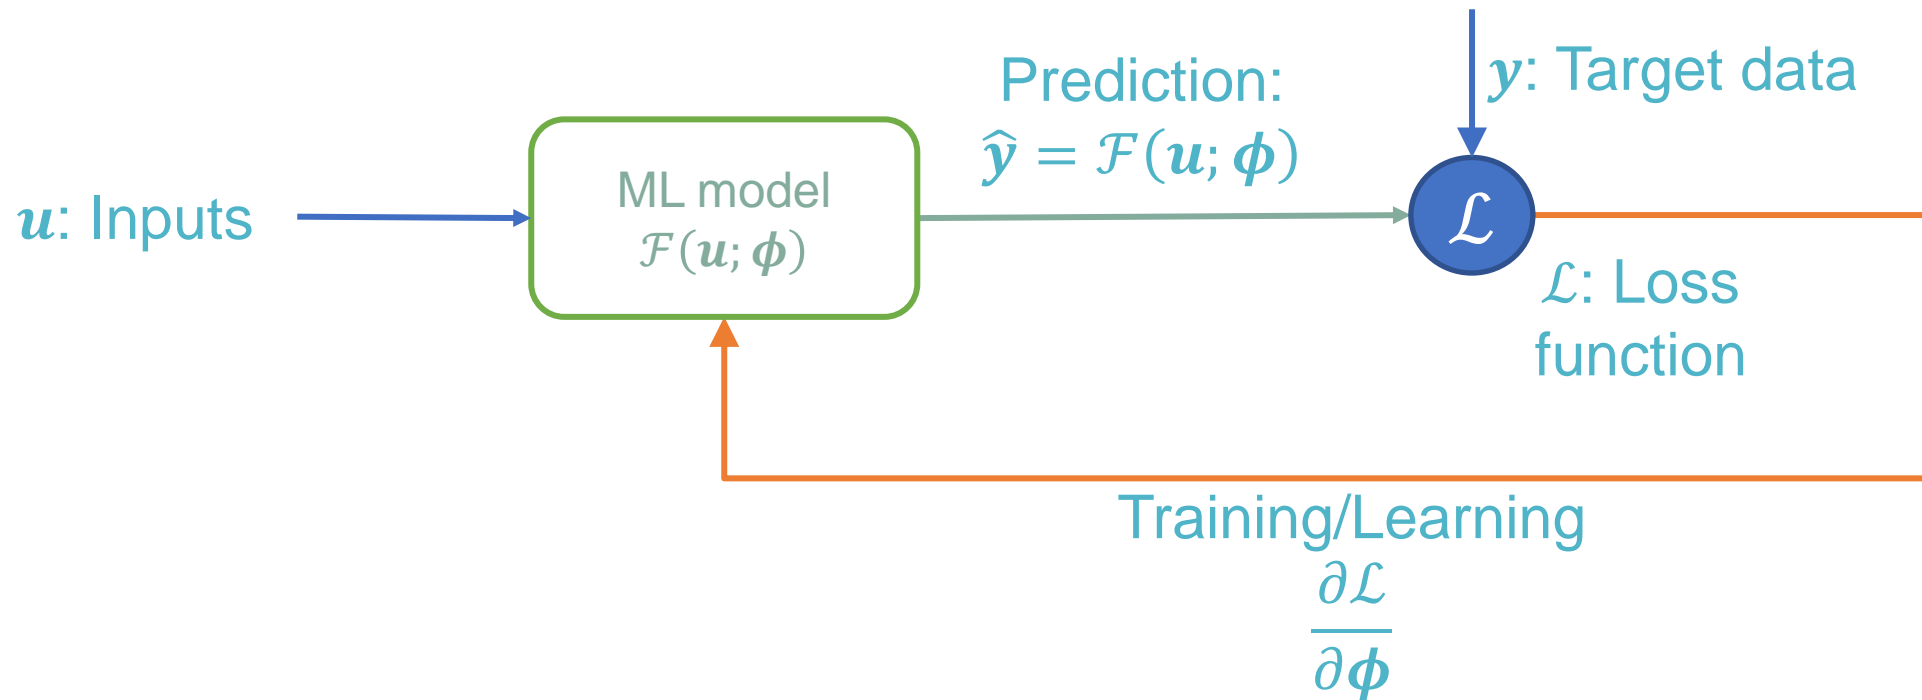 𝒖: Inputs
ML model
ℱ(𝒖; 𝝓)
Prediction:
𝒚̂ = ℱ(𝒖; 𝝓)
𝒚: Target data
ℒ
ℒ: Loss
function
Training/Learning
∂ℒ
∂𝝓